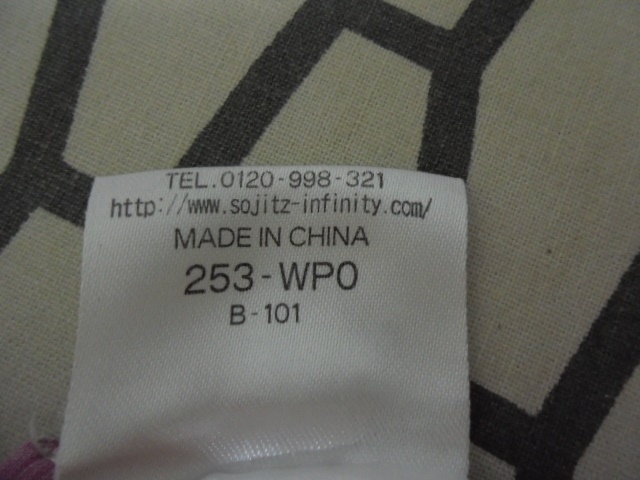 TEL.0120-998-321
http://www.sojitz-infinity.com/
MADE IN CHINA
253-WP0
B-101